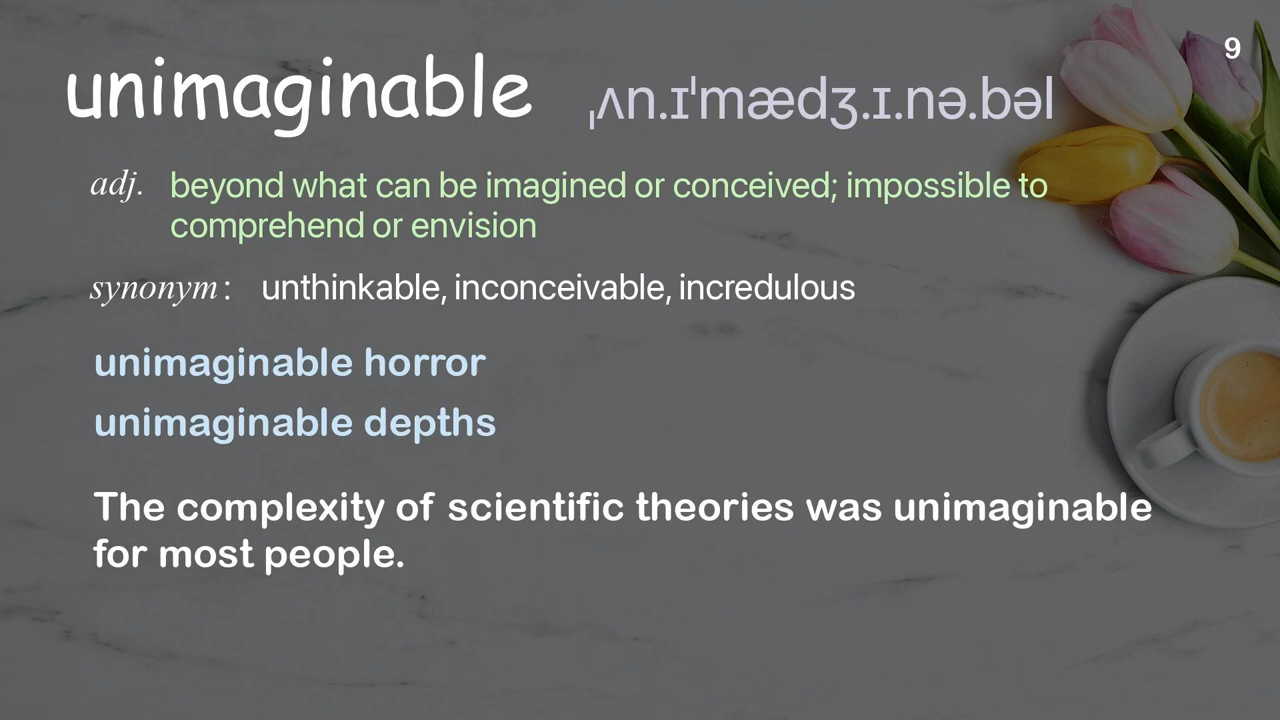 9
unimaginable ˌʌn.ɪˈmædʒ.ɪ.nə.bəl
adj. beyond what can be imagined or conceived; impossible to
comprehend or envision
synonym: unthinkable, inconceivable, incredulous
unimaginable horror
unimaginable depths
The complexity of scientific theories was unimaginable
for most people.